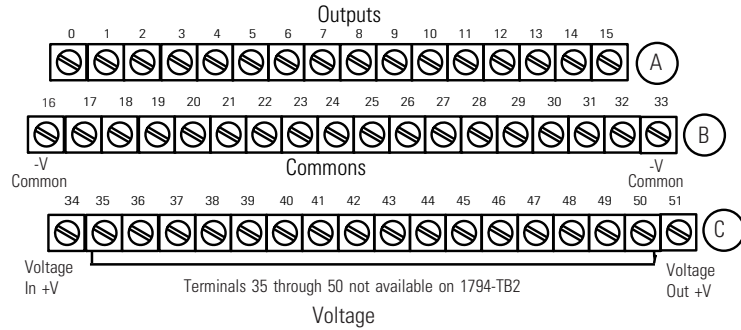 Outputs
0 1 2 3 4 5 6 7 8 9 10 11 12 13 14 15
A
16 17 18 19 20 21 22 23 24 25 26 27 28 29 30 31 32 33
B
-V Common
Commons
-V Common
34 35 36 37 38 39 40 41 42 43 44 45 46 47 48 49 50 51
C
Voltage In +V
Terminals 35 through 50 not available on 1794-TB2
Voltage Out +V
Voltage